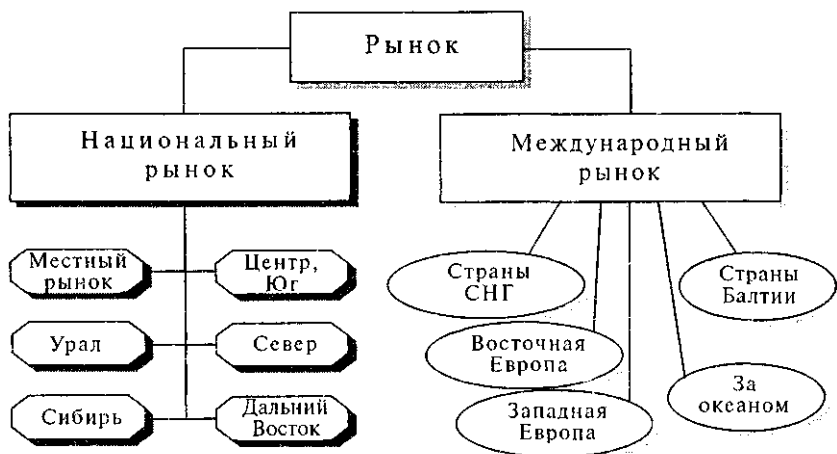 Рынок
Национальный
рынок
Международный
рынок
Местный
рынок
Центр,
Юг
Урал
Север
Сибирь
Дальний
Восток
Страны
СНГ
Страны
Балтии
Восточная
Европа
За
океаном
Западная
Европа